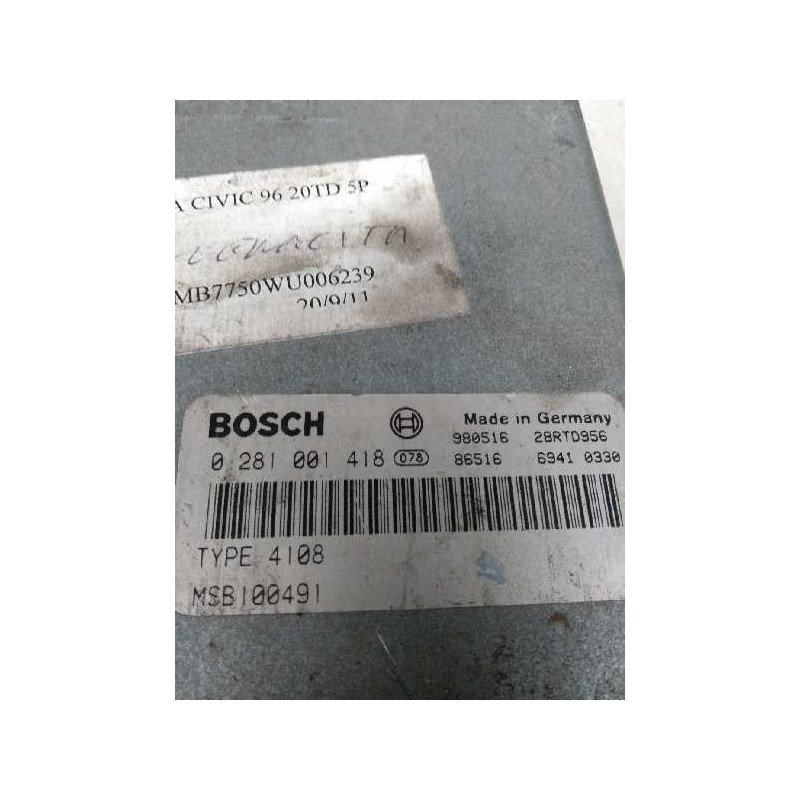 A CIVIC 96 20TD 5P
MB7750WU006239
20/9/11
BOSCH
Made in Germany
980516 28RTD956
0 281 001 418 078
86516 6941 0330
TYPE 4108
MSB100491